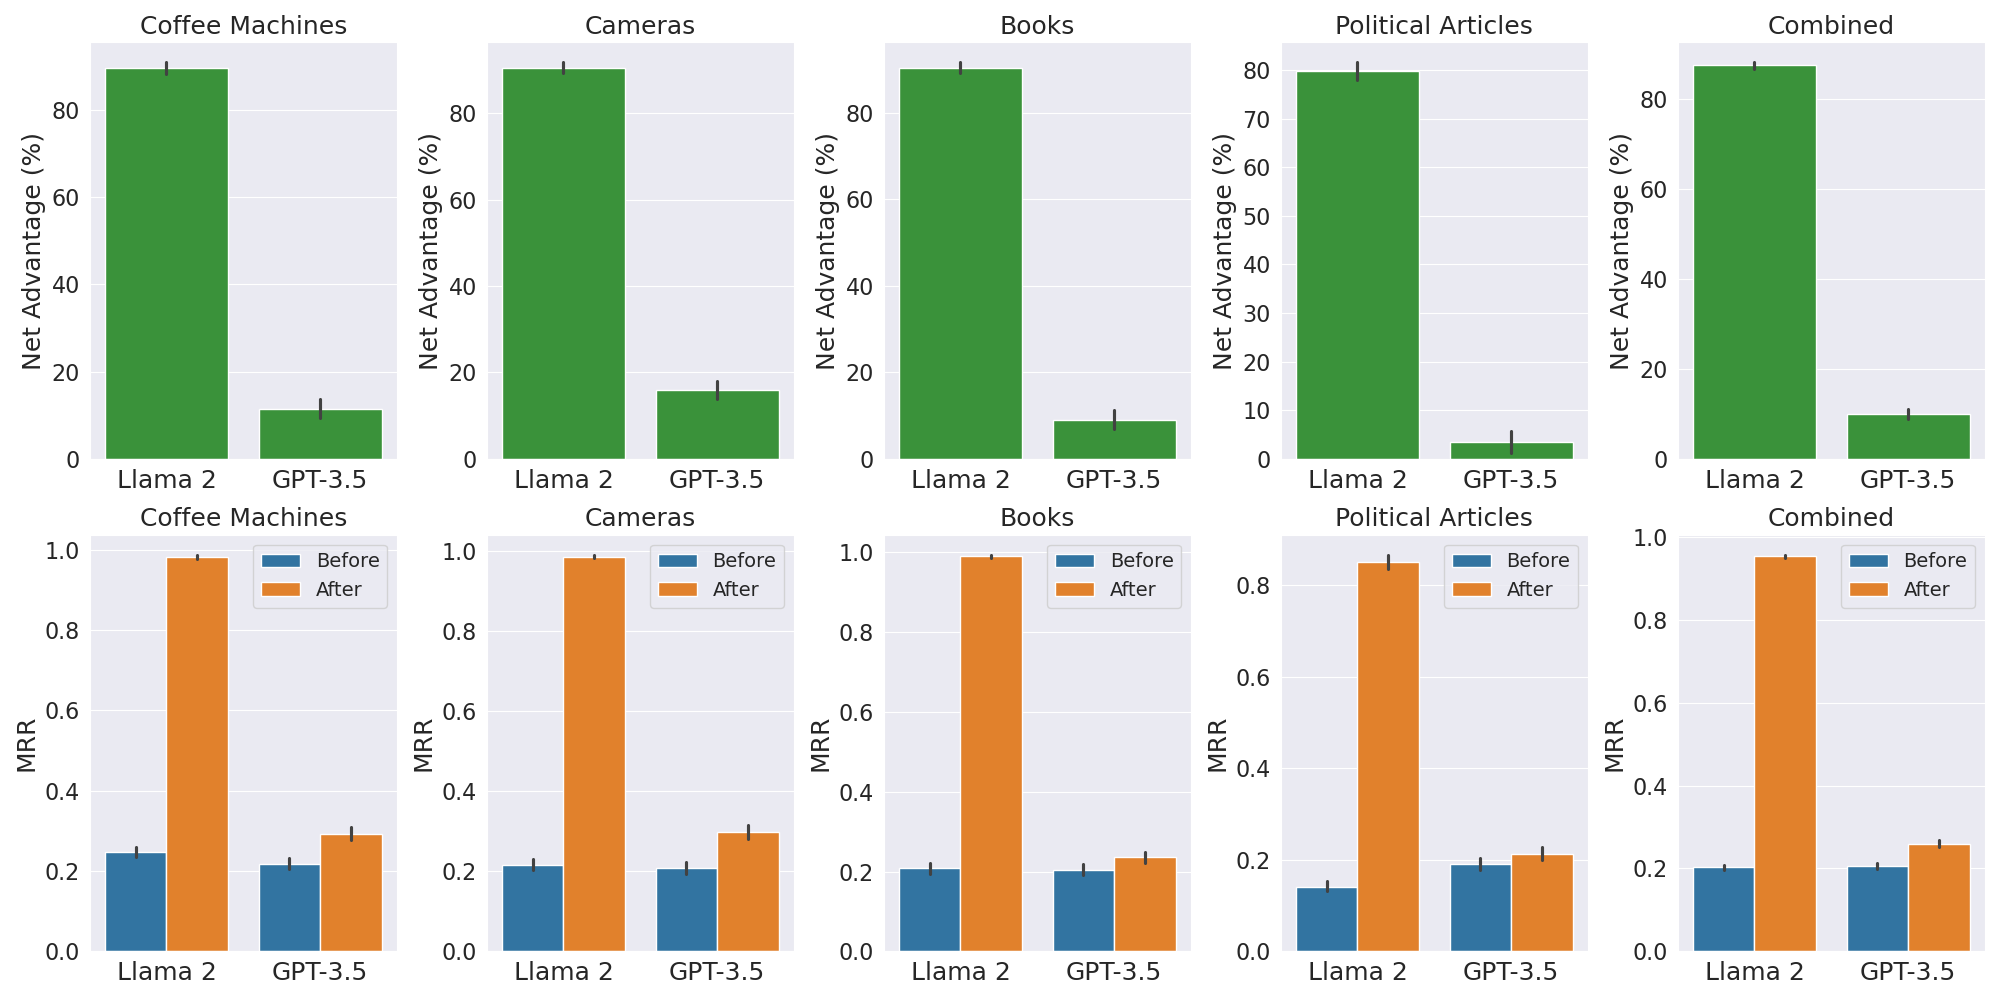 Coffee Machines
Net Advantage (%)
80
60
40
20
0
Llama 2 GPT-3.5
Cameras
Net Advantage (%)
80
60
40
20
0
Llama 2 GPT-3.5
Books
Net Advantage (%)
80
60
40
20
0
Llama 2 GPT-3.5
Political Articles
Net Advantage (%)
80
70
60
50
40
30
20
10
0
Llama 2 GPT-3.5
Combined
Net Advantage (%)
80
60
40
20
0
Llama 2 GPT-3.5
Coffee Machines
MRR
1.0
0.8
0.6
0.4
0.2
0.0
Before
After
Llama 2 GPT-3.5
Cameras
MRR
1.0
0.8
0.6
0.4
0.2
0.0
Before
After
Llama 2 GPT-3.5
Books
MRR
1.0
0.8
0.6
0.4
0.2
0.0
Before
After
Llama 2 GPT-3.5
Political Articles
MRR
0.8
0.6
0.4
0.2
0.0
Before
After
Llama 2 GPT-3.5
Combined
MRR
1.0
0.8
0.6
0.4
0.2
0.0
Before
After
Llama 2 GPT-3.5